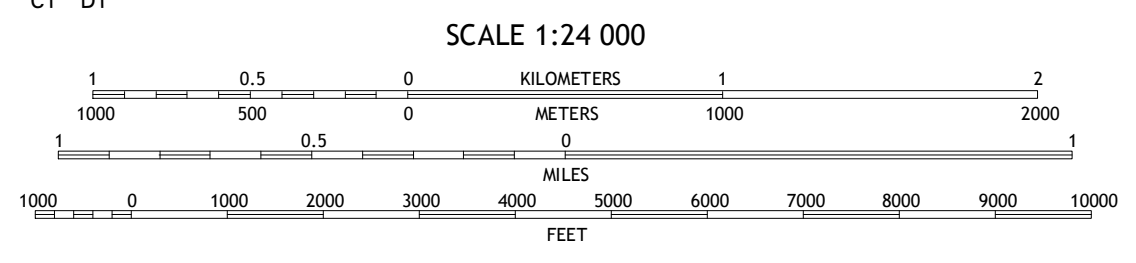 SCALE 1:24 000
1 0.5 0 KILOMETERS 1 2
1000 500 0 METERS 1000 2000
1 0.5 0 1
MILES
1000 0 1000 2000 3000 4000 5000 6000 7000 8000 9000 10000
FEET